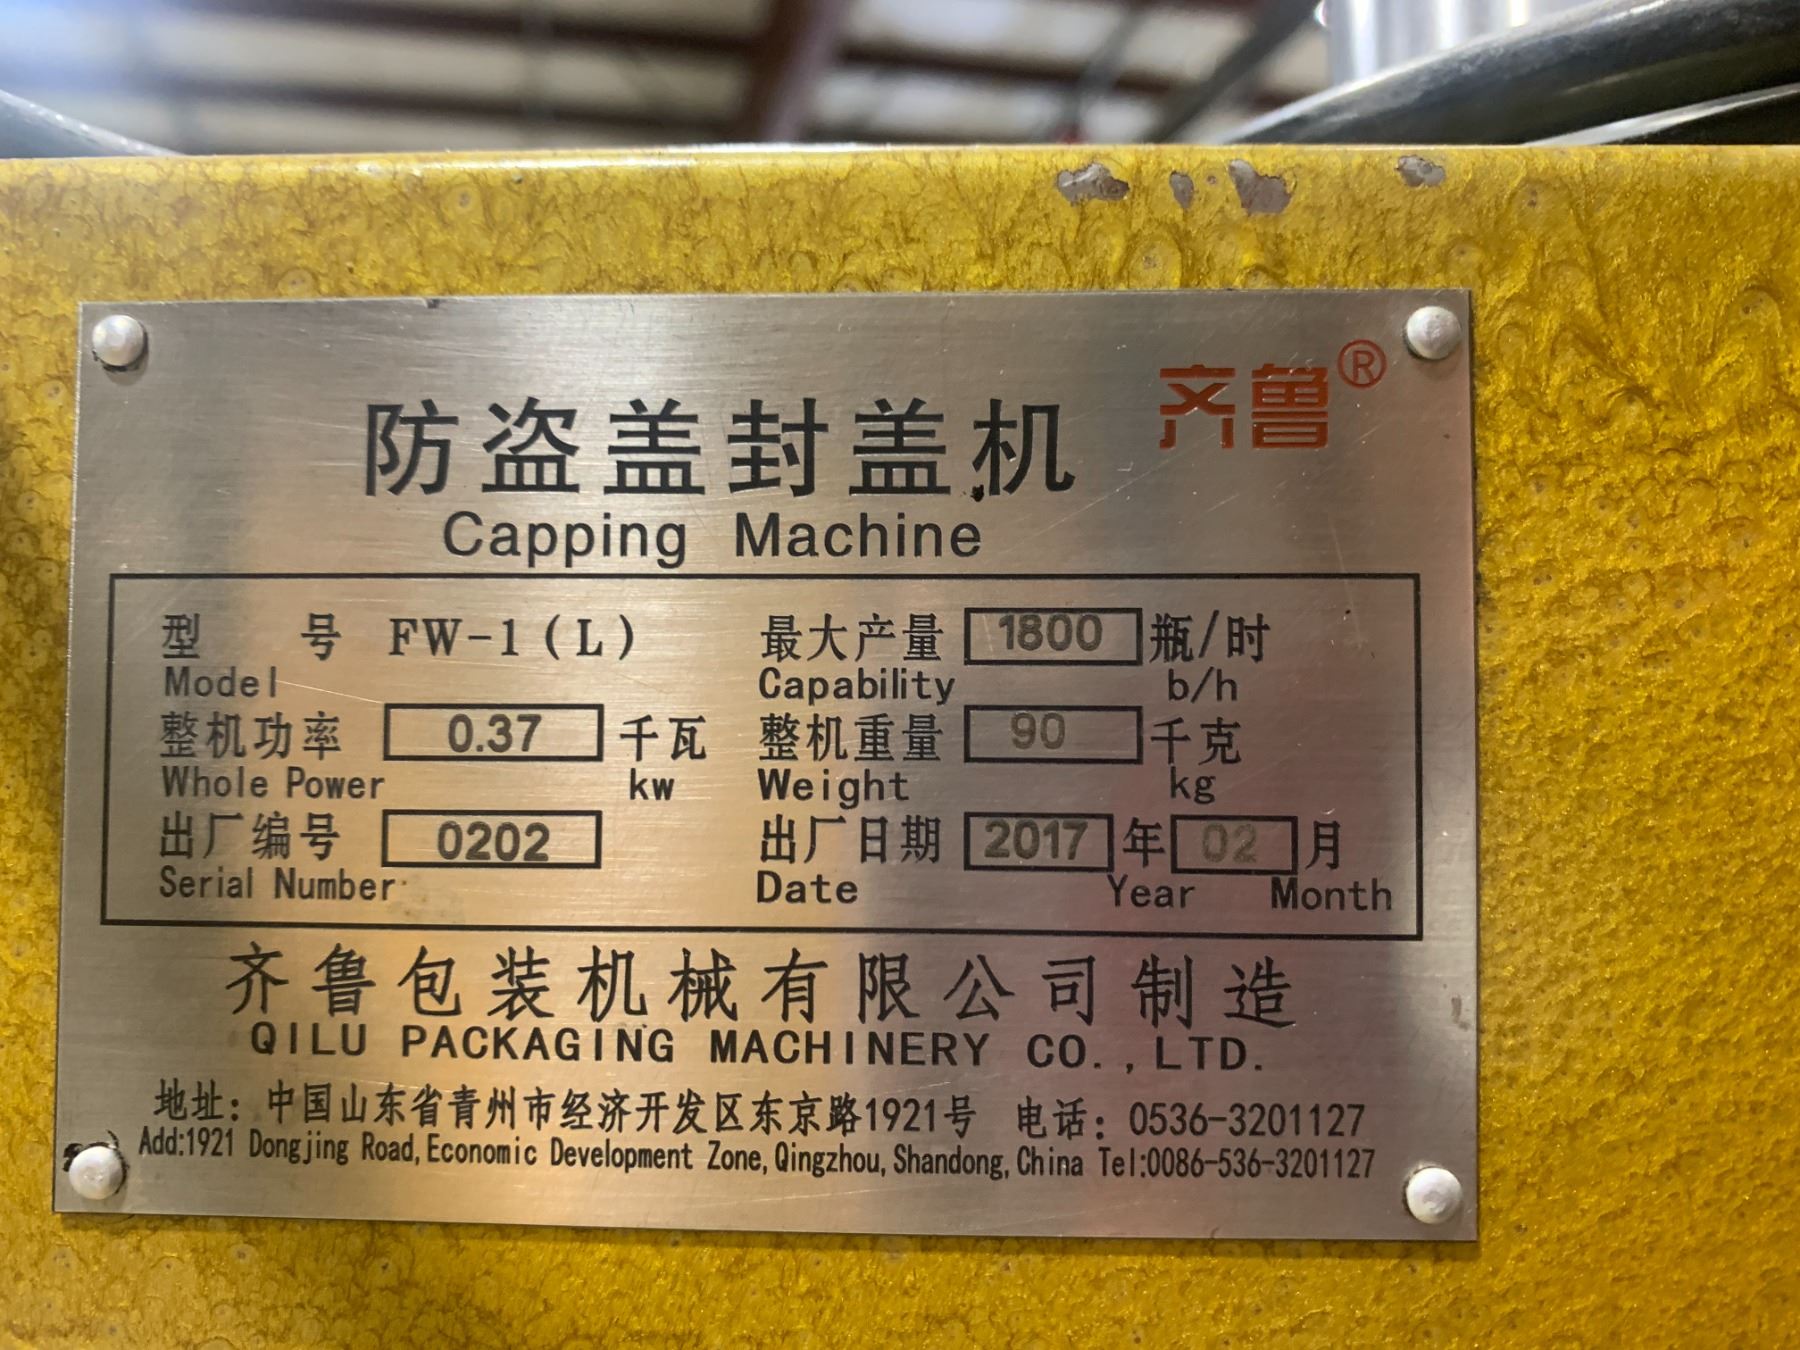 齐鲁®
防盗盖封盖机
Capping Machine
型 号 FW-1(L) 最大产量 1800 瓶/时
Model Capability b/h
整机功率 0.37 千瓦 整机重量 90 千克
Whole Power kw Weight kg
出厂编号 0202 出厂日期 2017 年 02 月
Serial Number Date Year Month
齐鲁包装机械有限公司制造
QILU PACKAGING MACHINERY CO.,LTD.
地址：中国山东省青州市经济开发区东京路1921号 电话：0536-3201127
Add:1921 Dongjing Road,Economic Development Zone,Qingzhou,Shandong,China Tel:0086-536-3201127